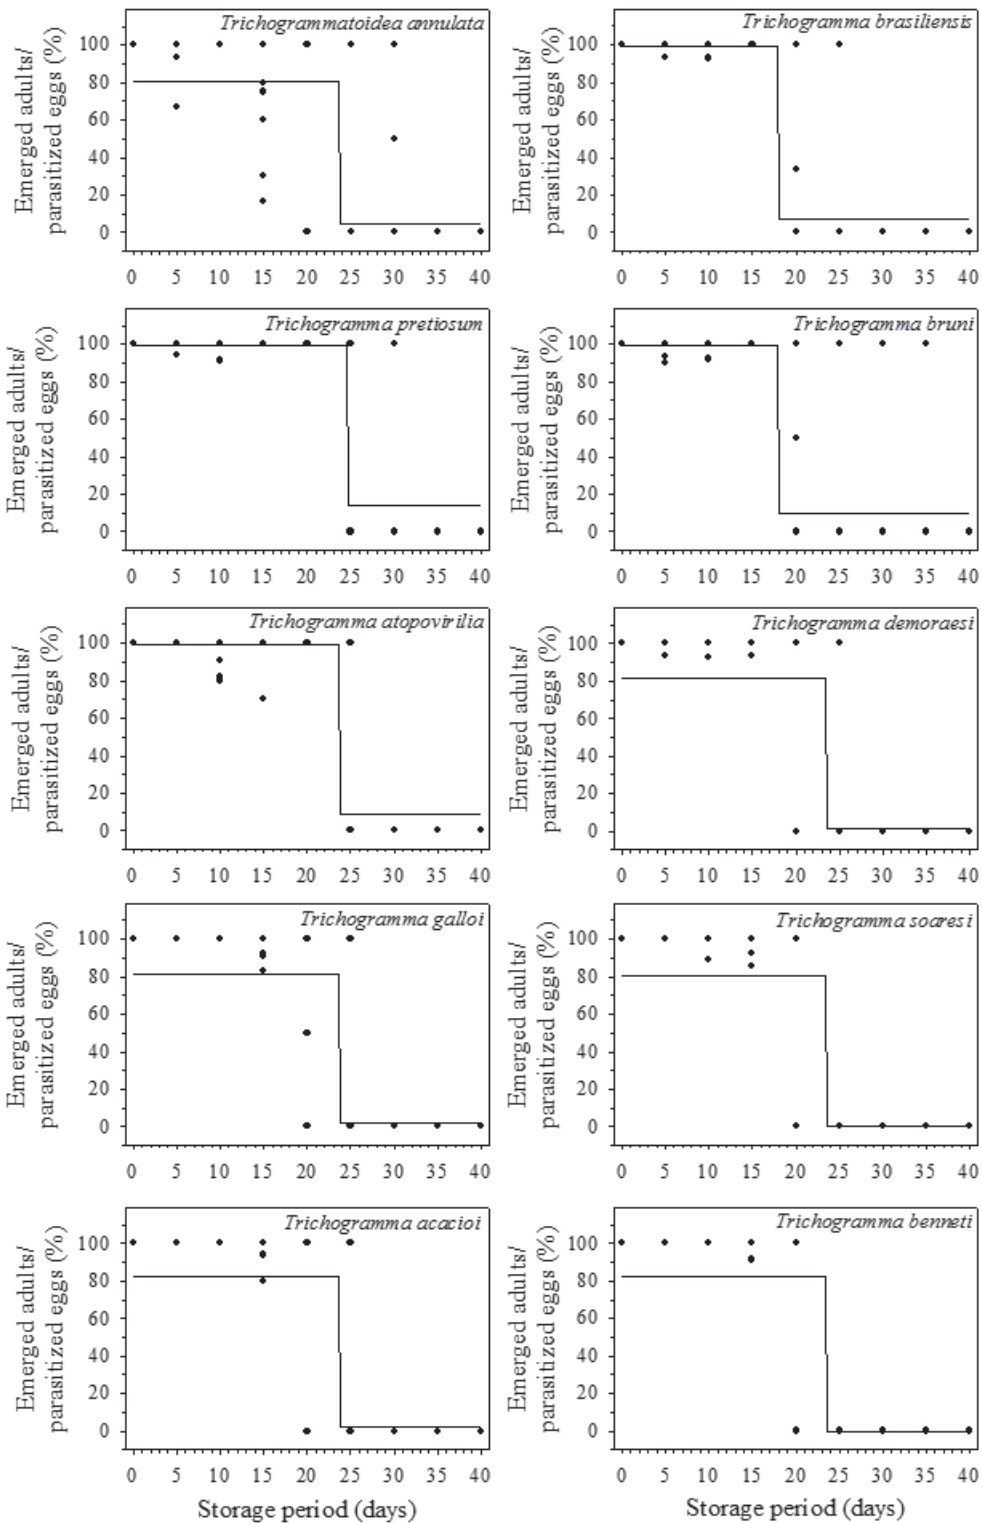 Trichogrammatoidea annulata
Emerged adults/
parasitized eggs (%)
100
80
60
40
20
0
0 5 10 15 20 25 30 35 40
Trichogramma brasiliensis
Emerged adults/
parasitized eggs (%)
100
80
60
40
20
0
0 5 10 15 20 25 30 35 40
Trichogramma pretiosum
Emerged adults/
parasitized eggs (%)
100
80
60
40
20
0
0 5 10 15 20 25 30 35 40
Trichogramma bruni
Emerged adults/
parasitized eggs (%)
100
80
60
40
20
0
0 5 10 15 20 25 30 35 40
Trichogramma atopovirilia
Emerged adults/
parasitized eggs (%)
100
80
60
40
20
0
0 5 10 15 20 25 30 35 40
Trichogramma demoraesi
Emerged adults/
parasitized eggs (%)
100
80
60
40
20
0
0 5 10 15 20 25 30 35 40
Trichogramma galloi
Emerged adults/
parasitized eggs (%)
100
80
60
40
20
0
0 5 10 15 20 25 30 35 40
Trichogramma soaresi
Emerged adults/
parasitized eggs (%)
100
80
60
40
20
0
0 5 10 15 20 25 30 35 40
Trichogramma acacioi
Emerged adults/
parasitized eggs (%)
100
80
60
40
20
0
0 5 10 15 20 25 30 35 40
Storage period (days)
Trichogramma benneti
Emerged adults/
parasitized eggs (%)
100
80
60
40
20
0
0 5 10 15 20 25 30 35 40
Storage period (days)